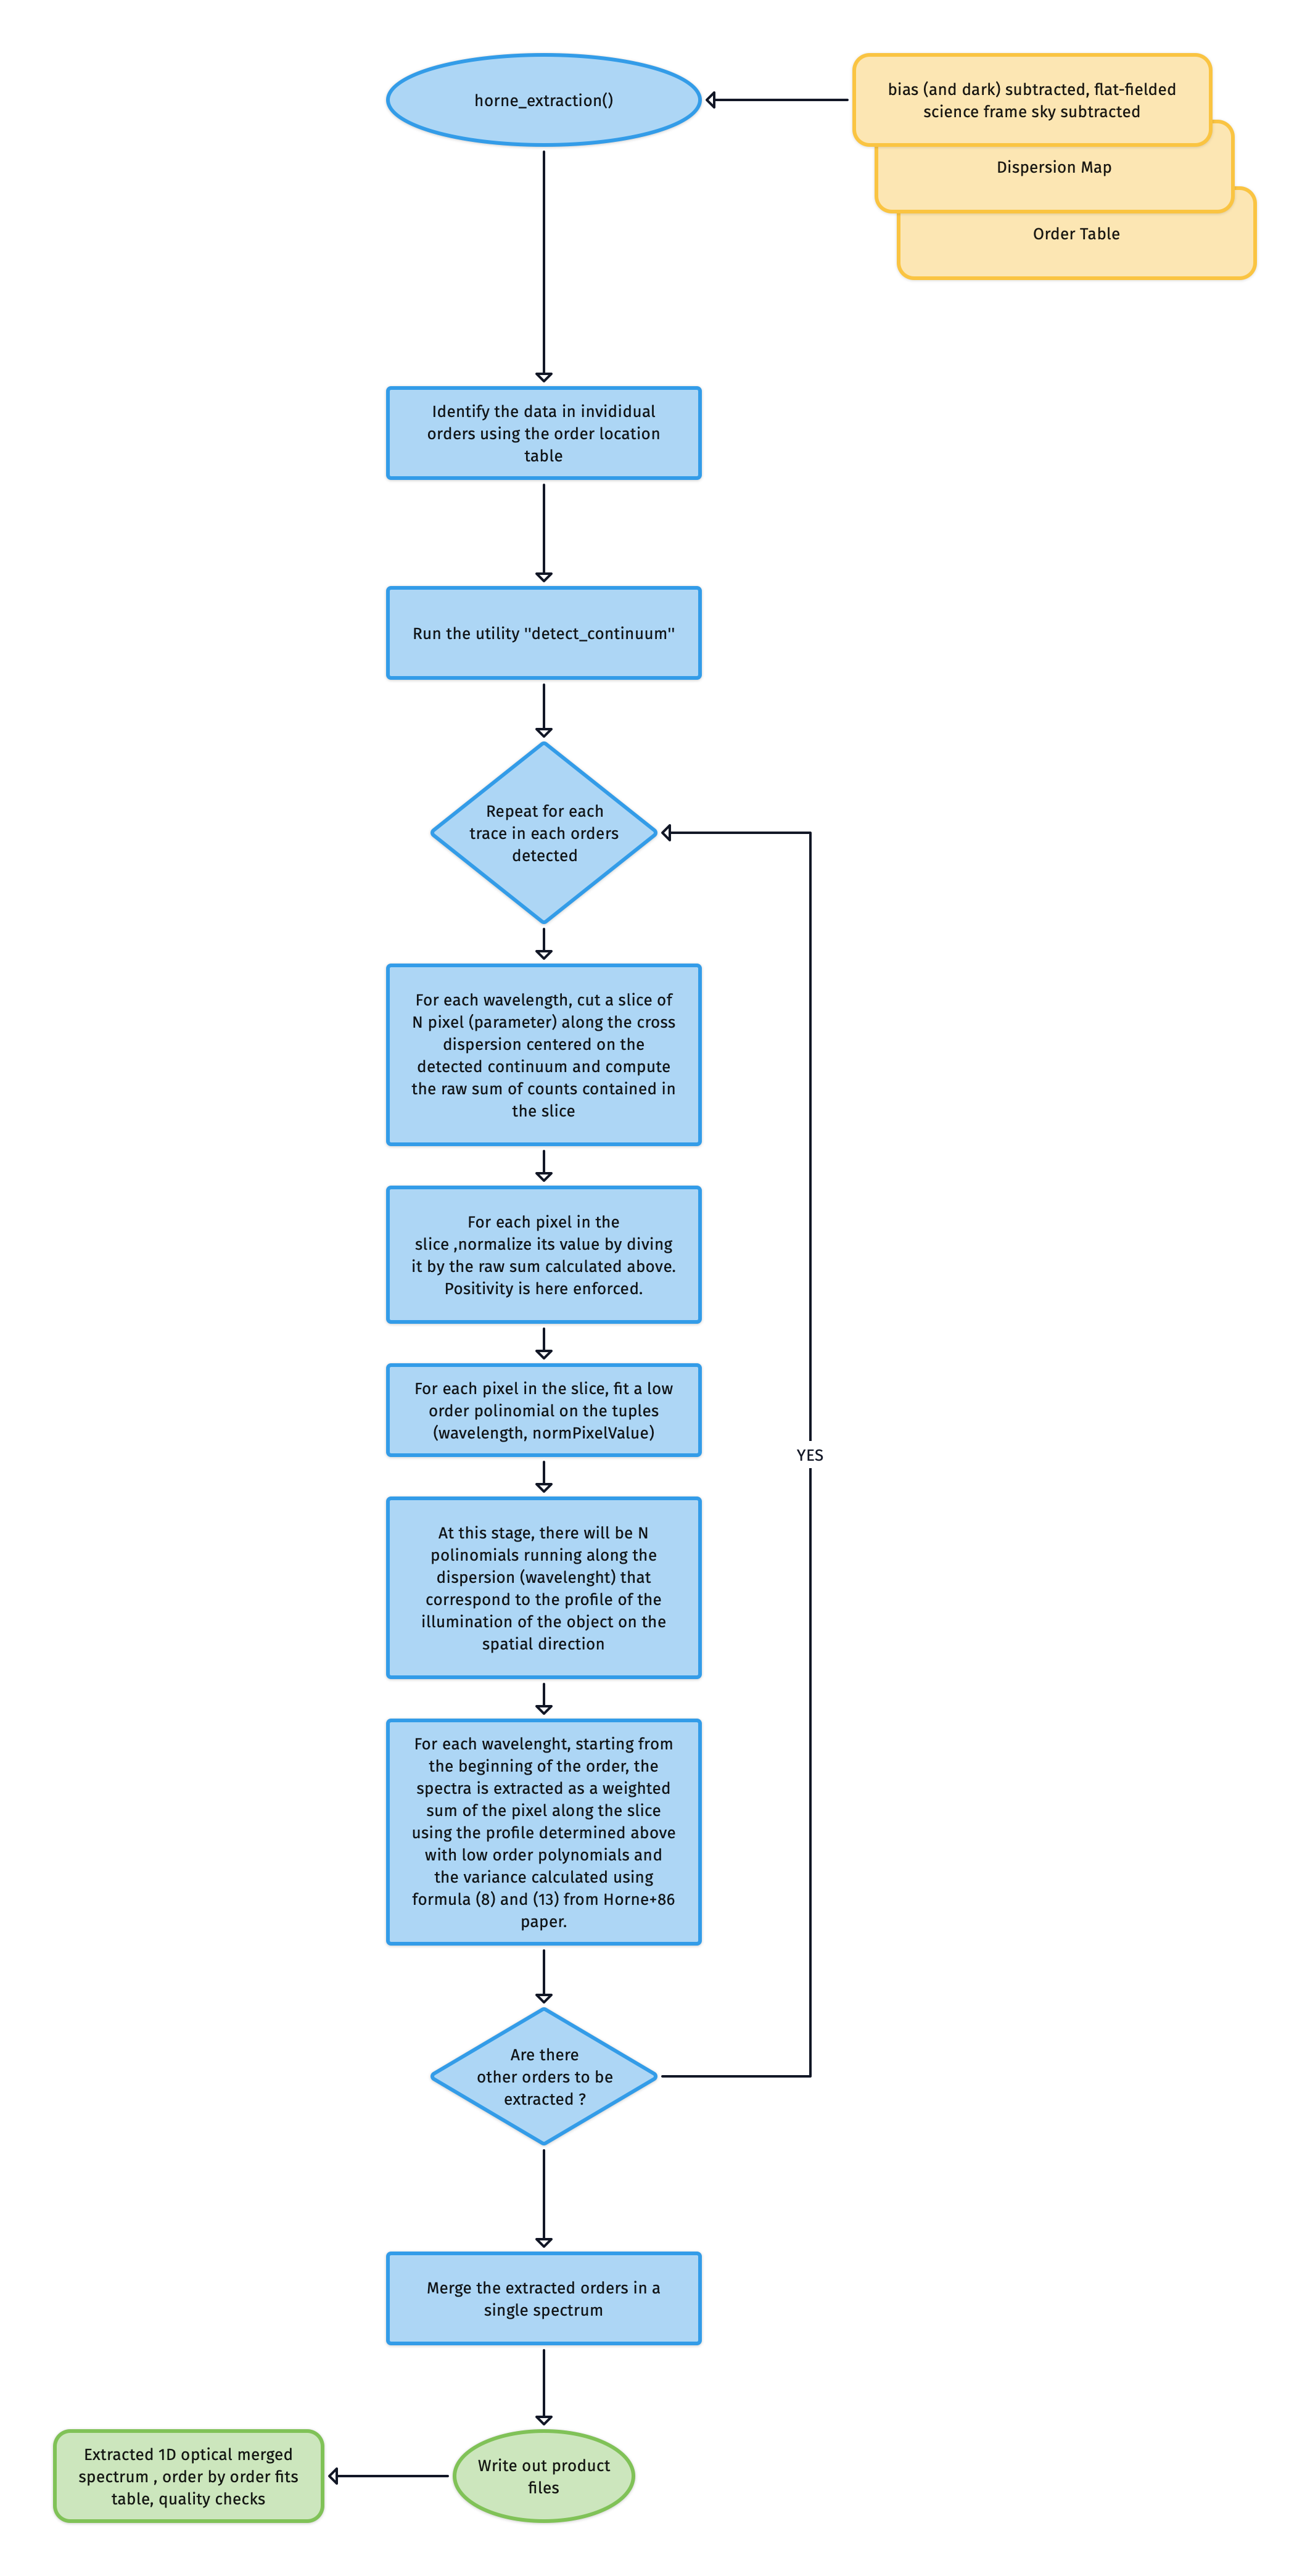 horne_extraction()
bias (and dark) subtracted, flat-fielded
science frame sky subtracted
Dispersion Map
Order Table
Identify the data in invididual
orders using the order location
table
Run the utility "detect_continuum"
Repeat for each
trace in each orders
detected
For each wavelength, cut a slice of
N pixel (parameter) along the cross
dispersion centered on the
detected continuum and compute
the raw sum of counts contained in
the slice
For each pixel in the
slice ,normalize its value by diving
it by the raw sum calculated above.
Positivity is here enforced.
For each pixel in the slice, fit a low
order polinomial on the tuples
(wavelength, normPixelValue)
YES
At this stage, there will be N
polinomials running along the
dispersion (wavelenght) that
correspond to the profile of the
illumination of the object on the
spatial direction
For each wavelenght, starting from
the beginning of the order, the
spectra is extracted as a weighted
sum of the pixel along the slice
using the profile determined above
with low order polynomials and
the variance calculated using
formula (8) and (13) from Horne+86
paper.
Are there
other orders to be
extracted ?
Merge the extracted orders in a
single spectrum
Write out product
files
Extracted 1D optical merged
spectrum , order by order fits
table, quality checks